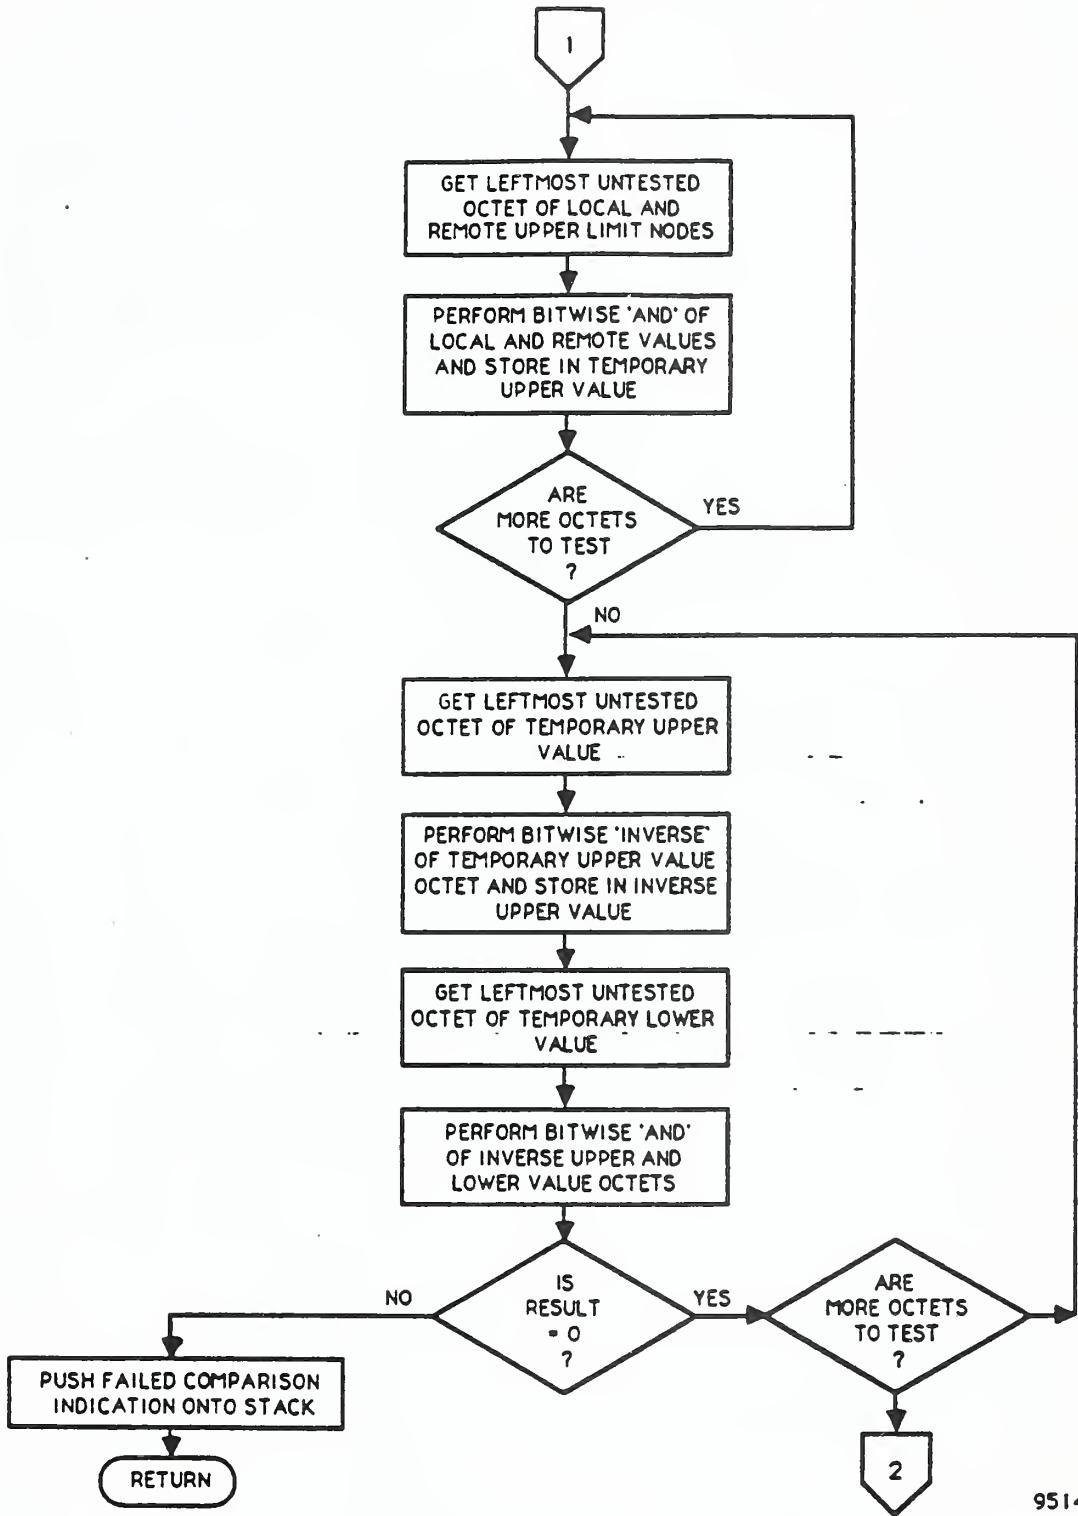 1
GET LEFTMOST UNTESTED
OCTET OF LOCAL AND
REMOTE UPPER LIMIT NODES
PERFORM BITWISE 'AND' OF
LOCAL AND REMOTE VALUES
AND STORE IN TEMPORARY
UPPER VALUE
ARE
MORE OCTETS
TO TEST
?
YES
NO
GET LEFTMOST UNTESTED
OCTET OF TEMPORARY UPPER
VALUE
PERFORM BITWISE 'INVERSE'
OF TEMPORARY UPPER VALUE
OCTET AND STORE IN INVERSE
UPPER VALUE
GET LEFTMOST UNTESTED
OCTET OF TEMPORARY LOWER
VALUE
PERFORM BITWISE 'AND'
OF INVERSE UPPER AND
LOWER VALUE OCTETS
IS
RESULT
= 0
?
NO
YES
ARE
MORE OCTETS
TO TEST
?
PUSH FAILED COMPARISON
INDICATION ONTO STACK
RETURN
2
9514